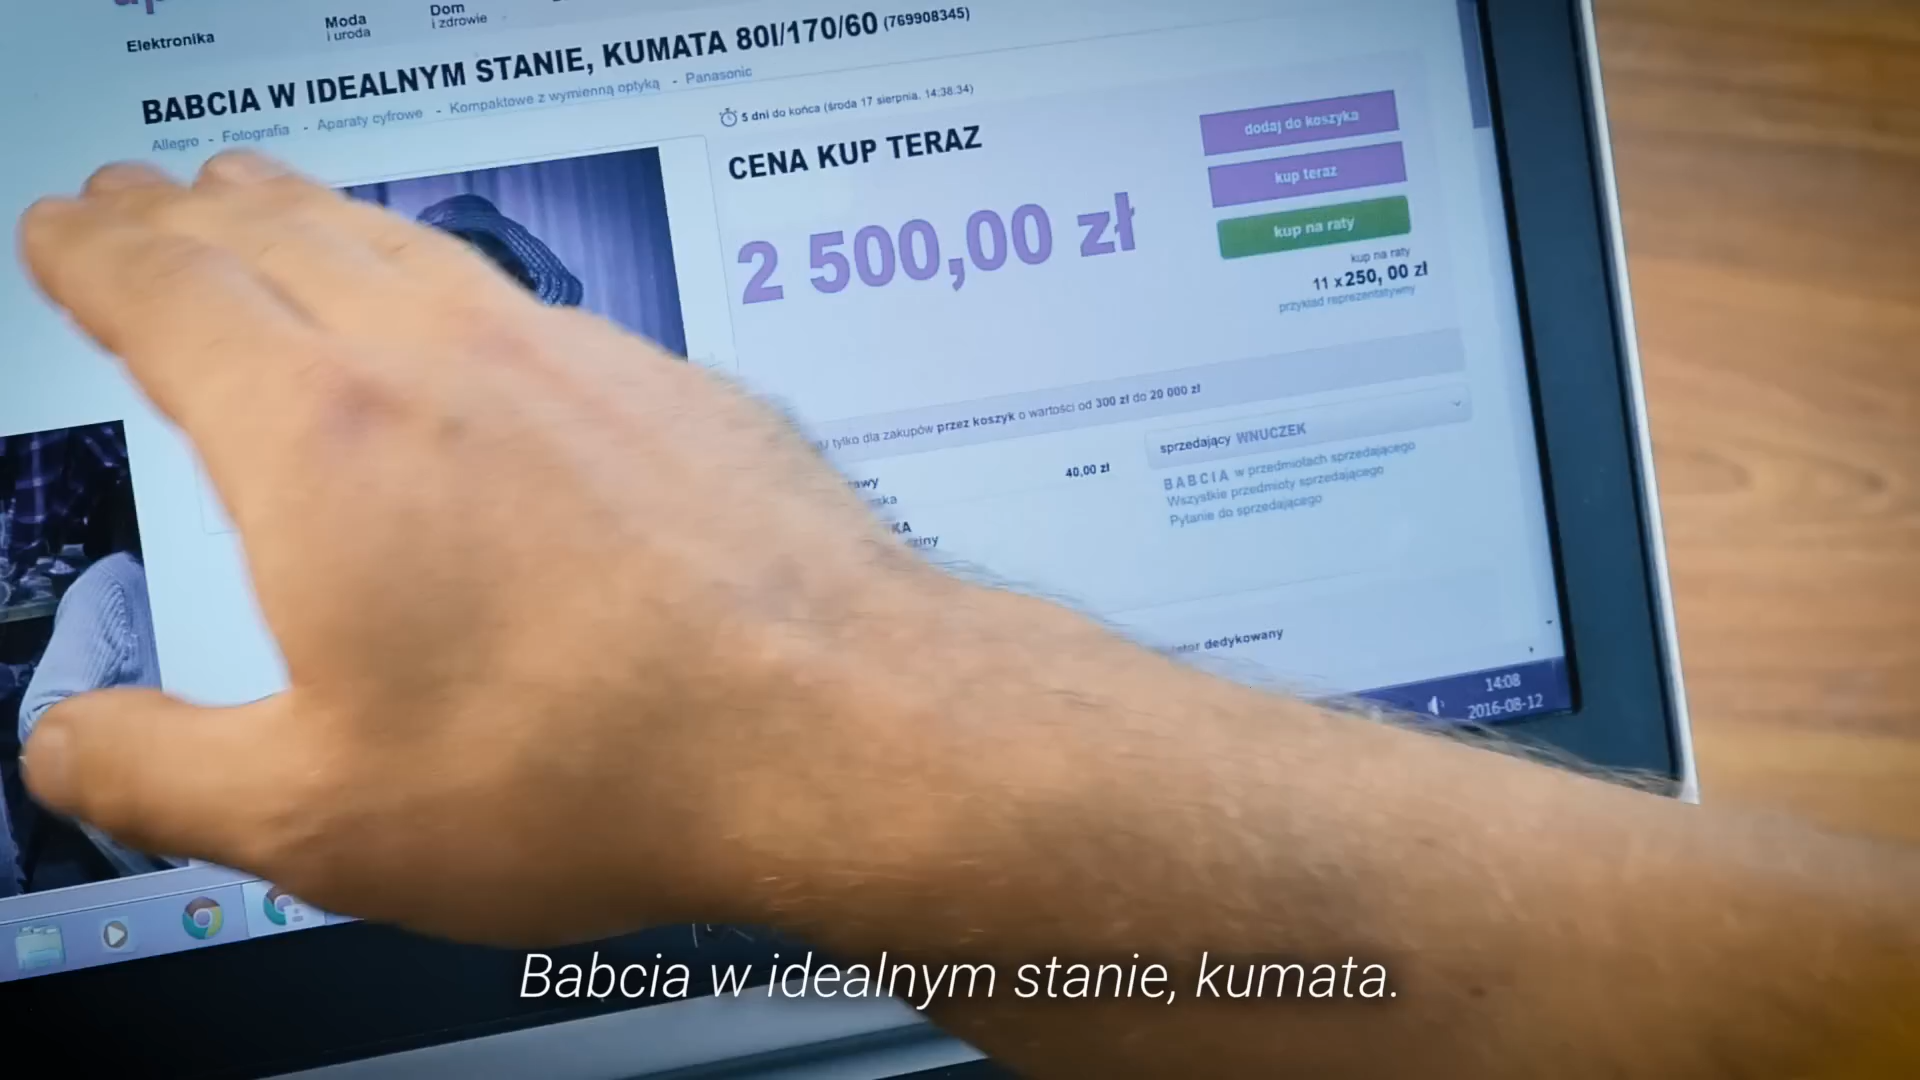 Elektronika
Moda
i uroda
Dom
i zdrowie
BABCIA W IDEALNYM STANIE, KUMATA 80l/170/60 (769908345)
Allegro - Fotografia - Aparaty cyfrowe - Kompaktowe z wymienną optyką - Panasonic
5 dni do końca (środa 17 sierpnia, 14:38:34)
CENA KUP TERAZ
2 500,00 zł
dodaj do koszyka
kup teraz
kup na raty
kup na raty
11 x 250, 00 zł
przykład reprezentatywny
tylko dla zakupów przez koszyk o wartości od 300 zł do 20 000 zł
40,00 zł
sprzedający WNUCZEK
BABCIA w przedmiotach sprzedającego
Wszystkie przedmioty sprzedającego
Pytanie do sprzedającego
dedykowany
14:08
2016-08-12
Babcia w idealnym stanie, kumata.